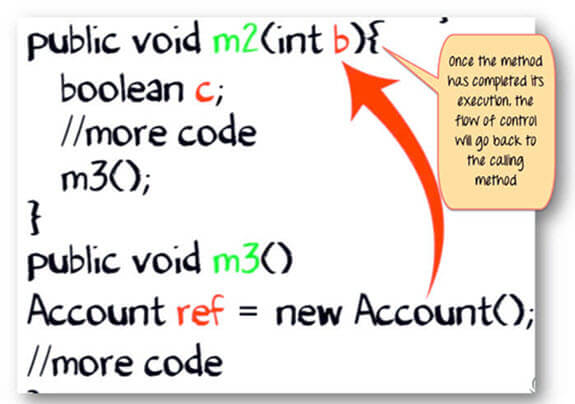 public void m2(int b){
boolean c;
//more code
m3();
}
public void m3()
Account ref = new Account();
//more code
Once the method
has completed its
execution, the
flow of control
will go back to
the calling
method